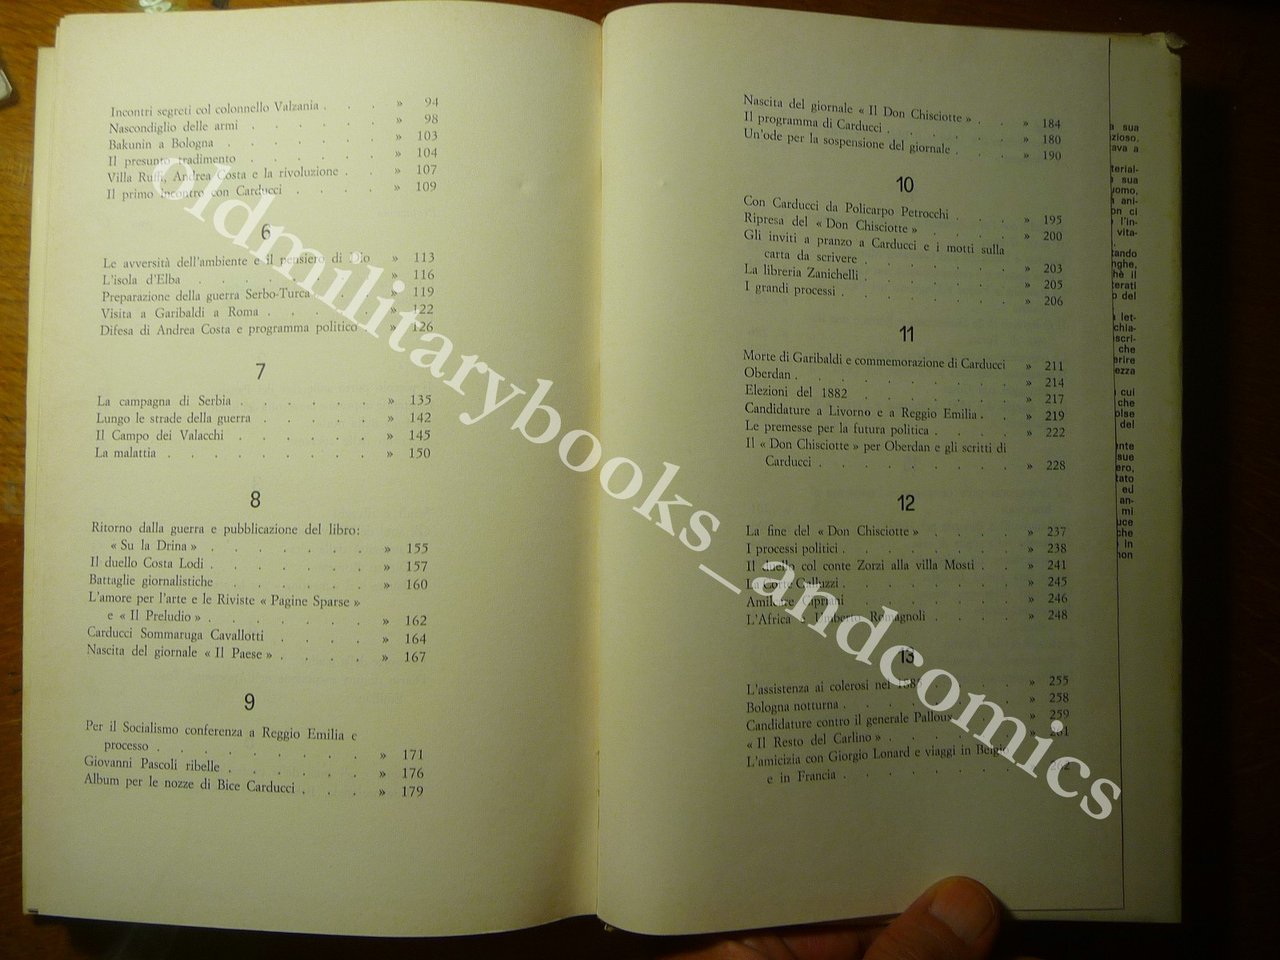 Incontri segreti col colonnello Valzania . . . » 94
Nascondiglio delle armi . . . . . . . » 98
Bakunin a Bologna . . . . . . . . » 103
Il presunto tradimento . . . . . . . » 104
Villa Ruffi, Andrea Costa e la rivoluzione . . . » 107
Il primo incontro con Carducci . . . . . » 109
6
Le avversità dell'ambiente e il pensiero di Dio » 113
L'isola d'Elba . . . . . . . . . » 116
Preparazione della guerra Serbo-Turca . . . . » 119
Visita a Garibaldi a Roma . . . . . . » 122
Difesa di Andrea Costa e programma politico . . » 126
7
La campagna di Serbia . . . . . . . » 135
Lungo le strade della guerra . . . . . » 142
Il Campo dei Valacchi . . . . . . . » 145
La malattia . . . . . . . . . . » 150
8
Ritorno dalla guerra e pubblicazione del libro:
« Su la Drina » . . . . . . . . » 155
Il duello Costa Lodi . . . . . . . . » 157
Battaglie giornalistiche . . . . . . . » 160
L'amore per l'arte e le Riviste « Pagine Sparse »
e « Il Preludio » . . . . . . . . » 162
Carducci Sommaruga Cavallotti . . . . . » 164
Nascita del giornale « Il Paese » . . . . . » 167
9
Per il Socialismo conferenza a Reggio Emilia e
processo . . . . . . . . . . » 171
Giovanni Pascoli ribelle . . . . . . . » 176
Album per le nozze di Bice Carducci . . . . » 179
Nascita del giornale « Il Don Chisciotte » . . . » 184
Il programma di Carducci . . . . . . . » 180
Un'ode per la sospensione del giornale . . . . » 190
10
Con Carducci da Policarpo Petrocchi . . . . » 195
Ripresa del « Don Chisciotte » . . . . . » 200
Gli inviti a pranzo a Carducci e i motti sulla
carta da scrivere . . . . . . . . » 203
La libreria Zanichelli . . . . . . . . » 205
I grandi processi . . . . . . . . . » 206
11
Morte di Garibaldi e commemorazione di Carducci » 211
Oberdan . . . . . . . . . . . » 214
Elezioni del 1882 . . . . . . . . » 217
Candidature a Livorno e a Reggio Emilia . . . » 219
Le premesse per la futura politica . . . . . » 222
Il « Don Chisciotte » per Oberdan e gli scritti di
Carducci . . . . . . . . . . » 228
12
La fine del « Don Chisciotte » . . . . . » 237
I processi politici . . . . . . . . . » 238
Il duello col conte Zorzi alla villa Mosti . . . » 241
La Corte Galluzzi . . . . . . . . . » 245
Amilcare Cipriani . . . . . . . . » 246
L'Africa Umberto Romagnoli . . . . . » 248
13
L'assistenza ai colerosi nel . . . . . » 255
Bologna notturna . . . . . . . . . » 258
Candidature contro il generale . . . . » 259
« Il Resto del Carlino » . . . . . . . » 261
L'amicizia con Giorgio Lonard e viaggi in Belgio
e in Francia . . . . . . . . . 262
oldmilitarybooks_andcomics